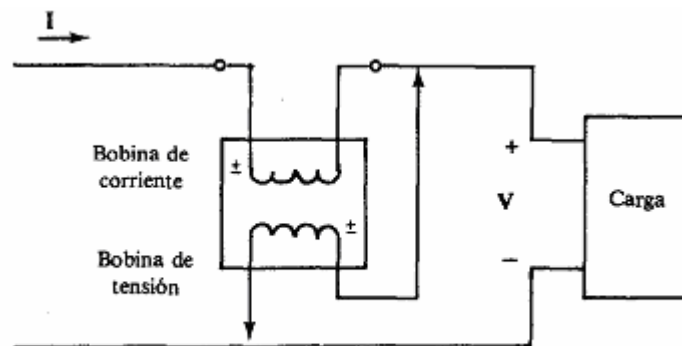 I
Bobina de
corriente
±
±
Bobina de
tensión
+
V
−
Carga